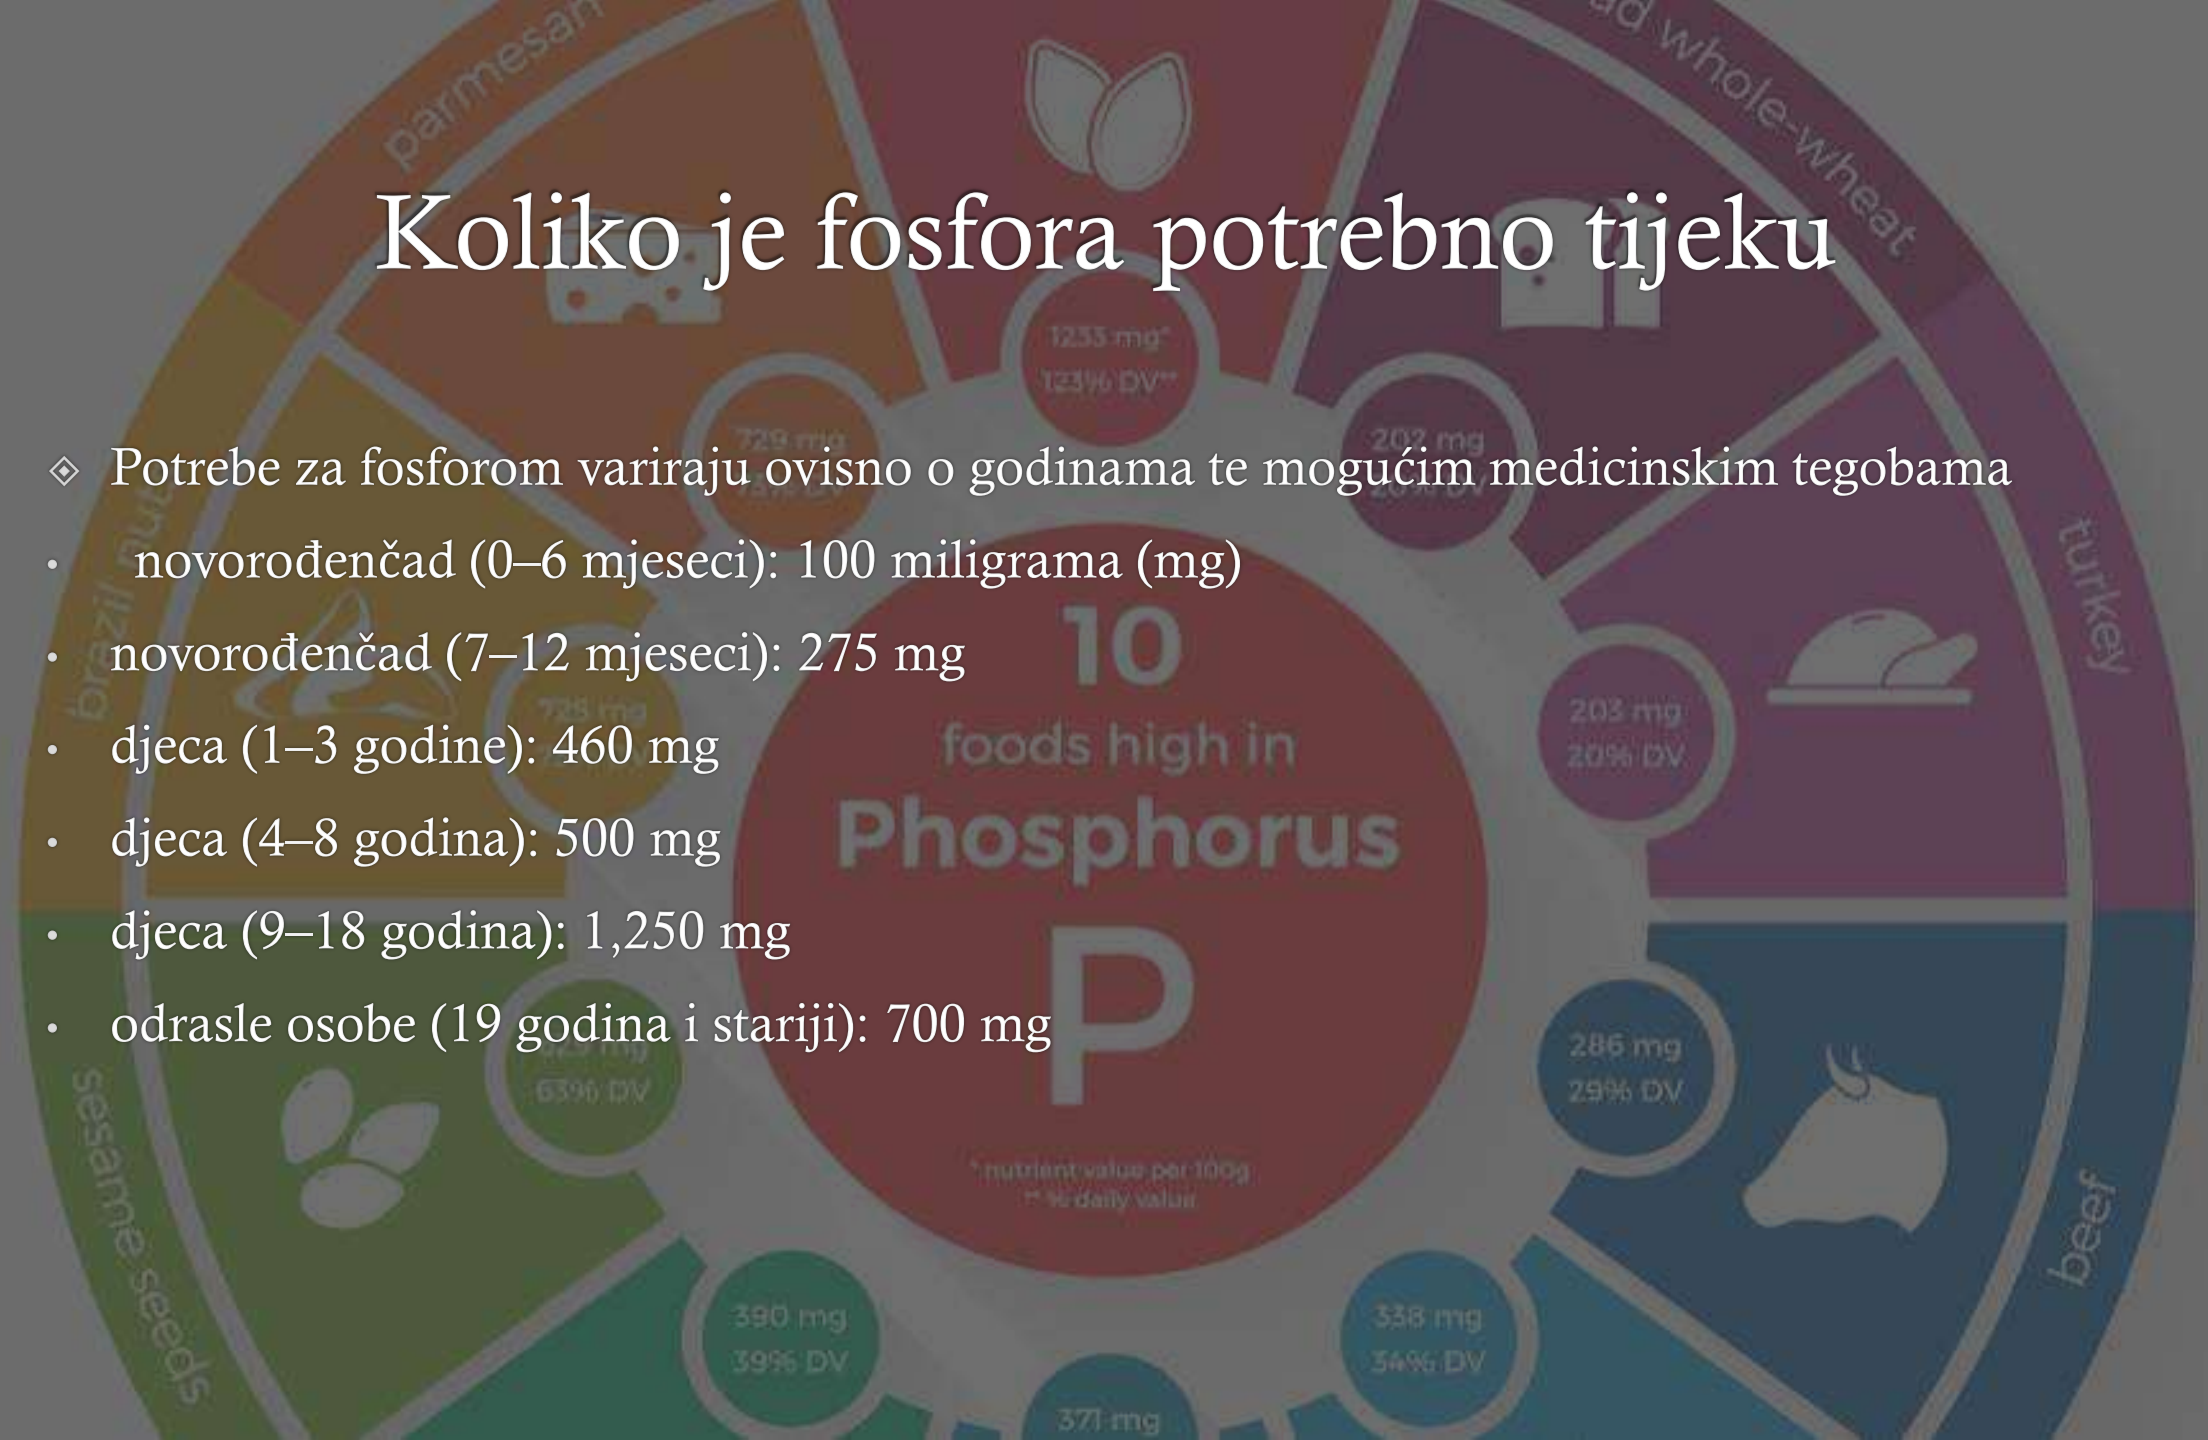 parmesan
ad whole-wheat
Koliko je fosfora potrebno tijeku
1233 mg*
123% DV**
729 mg
202 mg
Potrebe za fosforom variraju ovisno o godinama te mogućim medicinskim tegobama
novorođenčad (0–6 mjeseci): 100 miligrama (mg)
novorođenčad (7–12 mjeseci): 275 mg
djeca (1–3 godine): 460 mg
djeca (4–8 godina): 500 mg
djeca (9–18 godina): 1,250 mg
odrasle osobe (19 godina i stariji): 700 mg
brazil nuts
10
foods high in
Phosphorus
P
* nutrient value per 100g
** % daily value
turkey
203 mg
20% DV
286 mg
29% DV
beef
63% DV
sesame seeds
390 mg
39% DV
338 mg
34% DV
371 mg